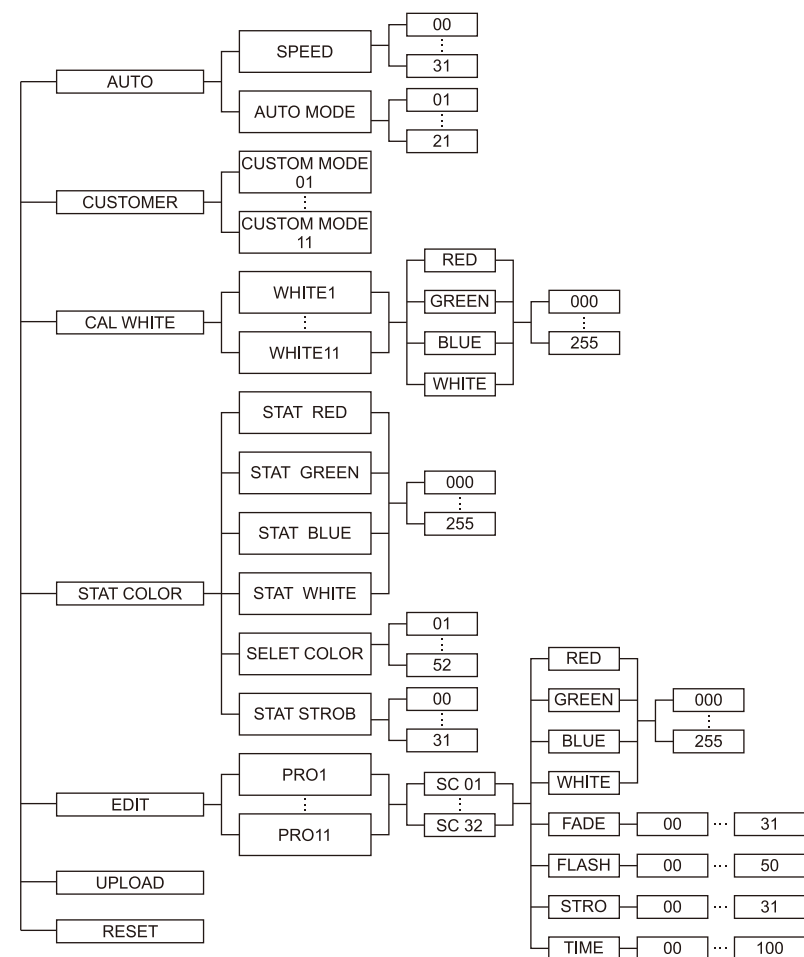 AUTO
SPEED
00
31
AUTO MODE
01
21
CUSTOMER
CUSTOM MODE
01
CUSTOM MODE
11
CAL WHITE
WHITE1
WHITE11
RED
GREEN
BLUE
WHITE
000
255
STAT COLOR
STAT RED
STAT GREEN
STAT BLUE
STAT WHITE
000
255
SELET COLOR
01
52
STAT STROB
00
31
EDIT
PRO1
PRO11
SC 01
SC 32
RED
GREEN
BLUE
WHITE
000
255
FADE 00 ... 31
FLASH 00 ... 50
STRO 00 ... 31
TIME 00 ... 100
UPLOAD
RESET